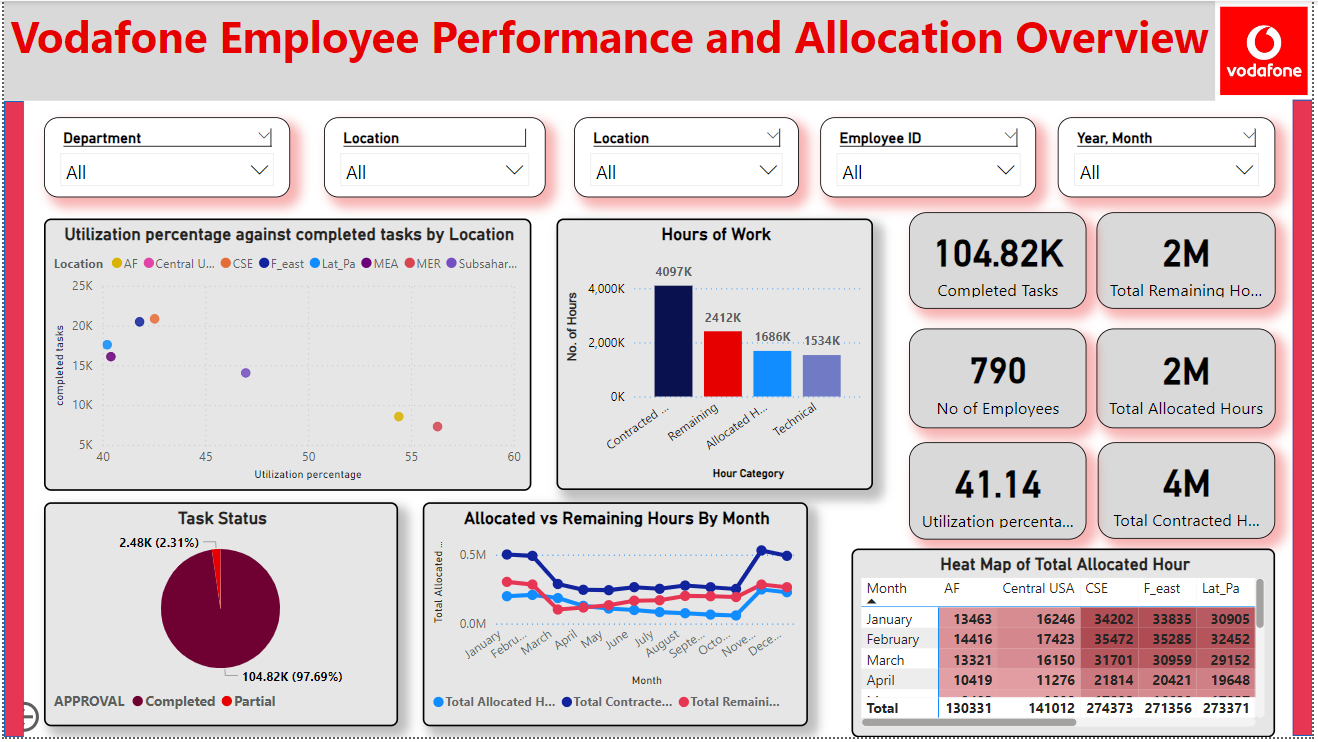 Vodafone Employee Performance and Allocation Overview
vodafone
Department
All
Location
All
Location
All
Employee ID
All
Year, Month
All
Utilization percentage against completed tasks by Location
Location AF Central U... CSE F_east Lat_Pa MEA MER Subsahar...
completed tasks
25K
20K
15K
10K
5K
40 45 50 55 60
Utilization percentage
Hours of Work
No. of Hours
4,000K
2,000K
0K
4097K
2412K
1686K
1534K
Contracted ...
Remaining
Allocated H...
Technical
Hour Category
104.82K
Completed Tasks
2M
Total Remaining Ho...
790
No of Employees
2M
Total Allocated Hours
41.14
Utilization percenta...
4M
Total Contracted H...
Task Status
2.48K (2.31%)
104.82K (97.69%)
APPROVAL Completed Partial
Allocated vs Remaining Hours By Month
Total Allocated ...
0.5M
0.0M
January
Febru...
March
April
May
June
July
August
Septe...
Octo...
Nove...
Dece...
Month
Total Allocated H... Total Contracte... Total Remaini...
Heat Map of Total Allocated Hour
Month AF Central USA CSE F_east Lat_Pa
January 13463 16246 34202 33835 30905
February 14416 17423 35472 35285 32452
March 13321 16150 31701 30959 29152
April 10419 11276 21814 20421 19648
Total 130331 141012 274373 271356 273371